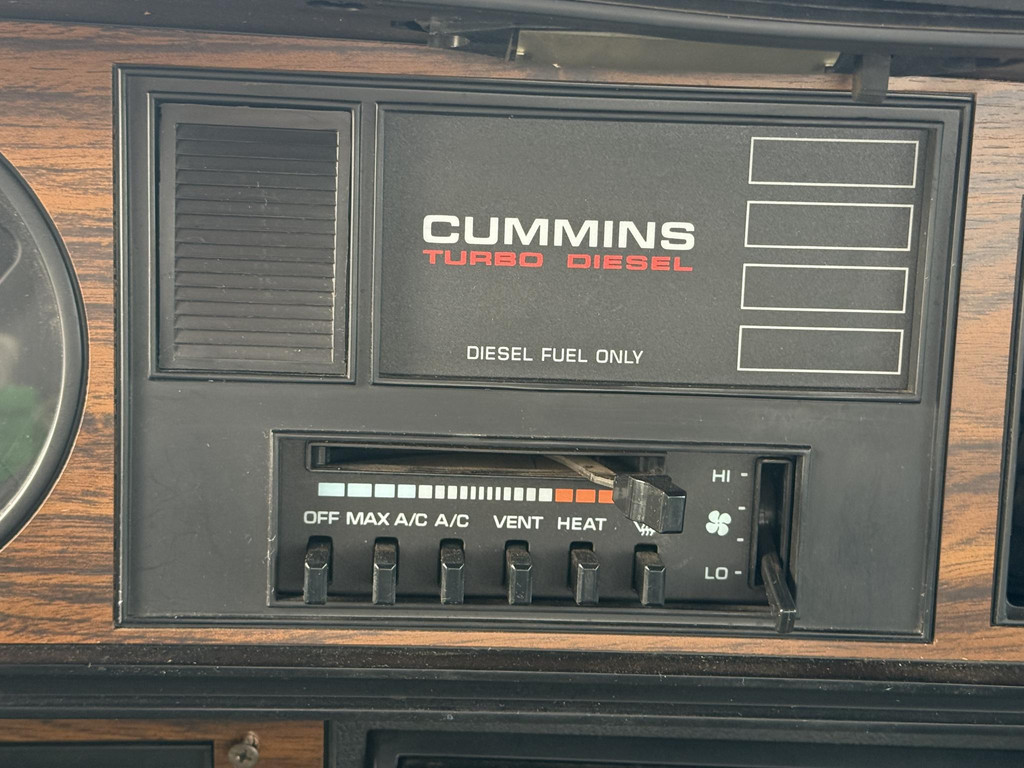 CUMMINS
TURBO DIESEL
DIESEL FUEL ONLY
HI
OFF MAX A/C A/C VENT HEAT
LO